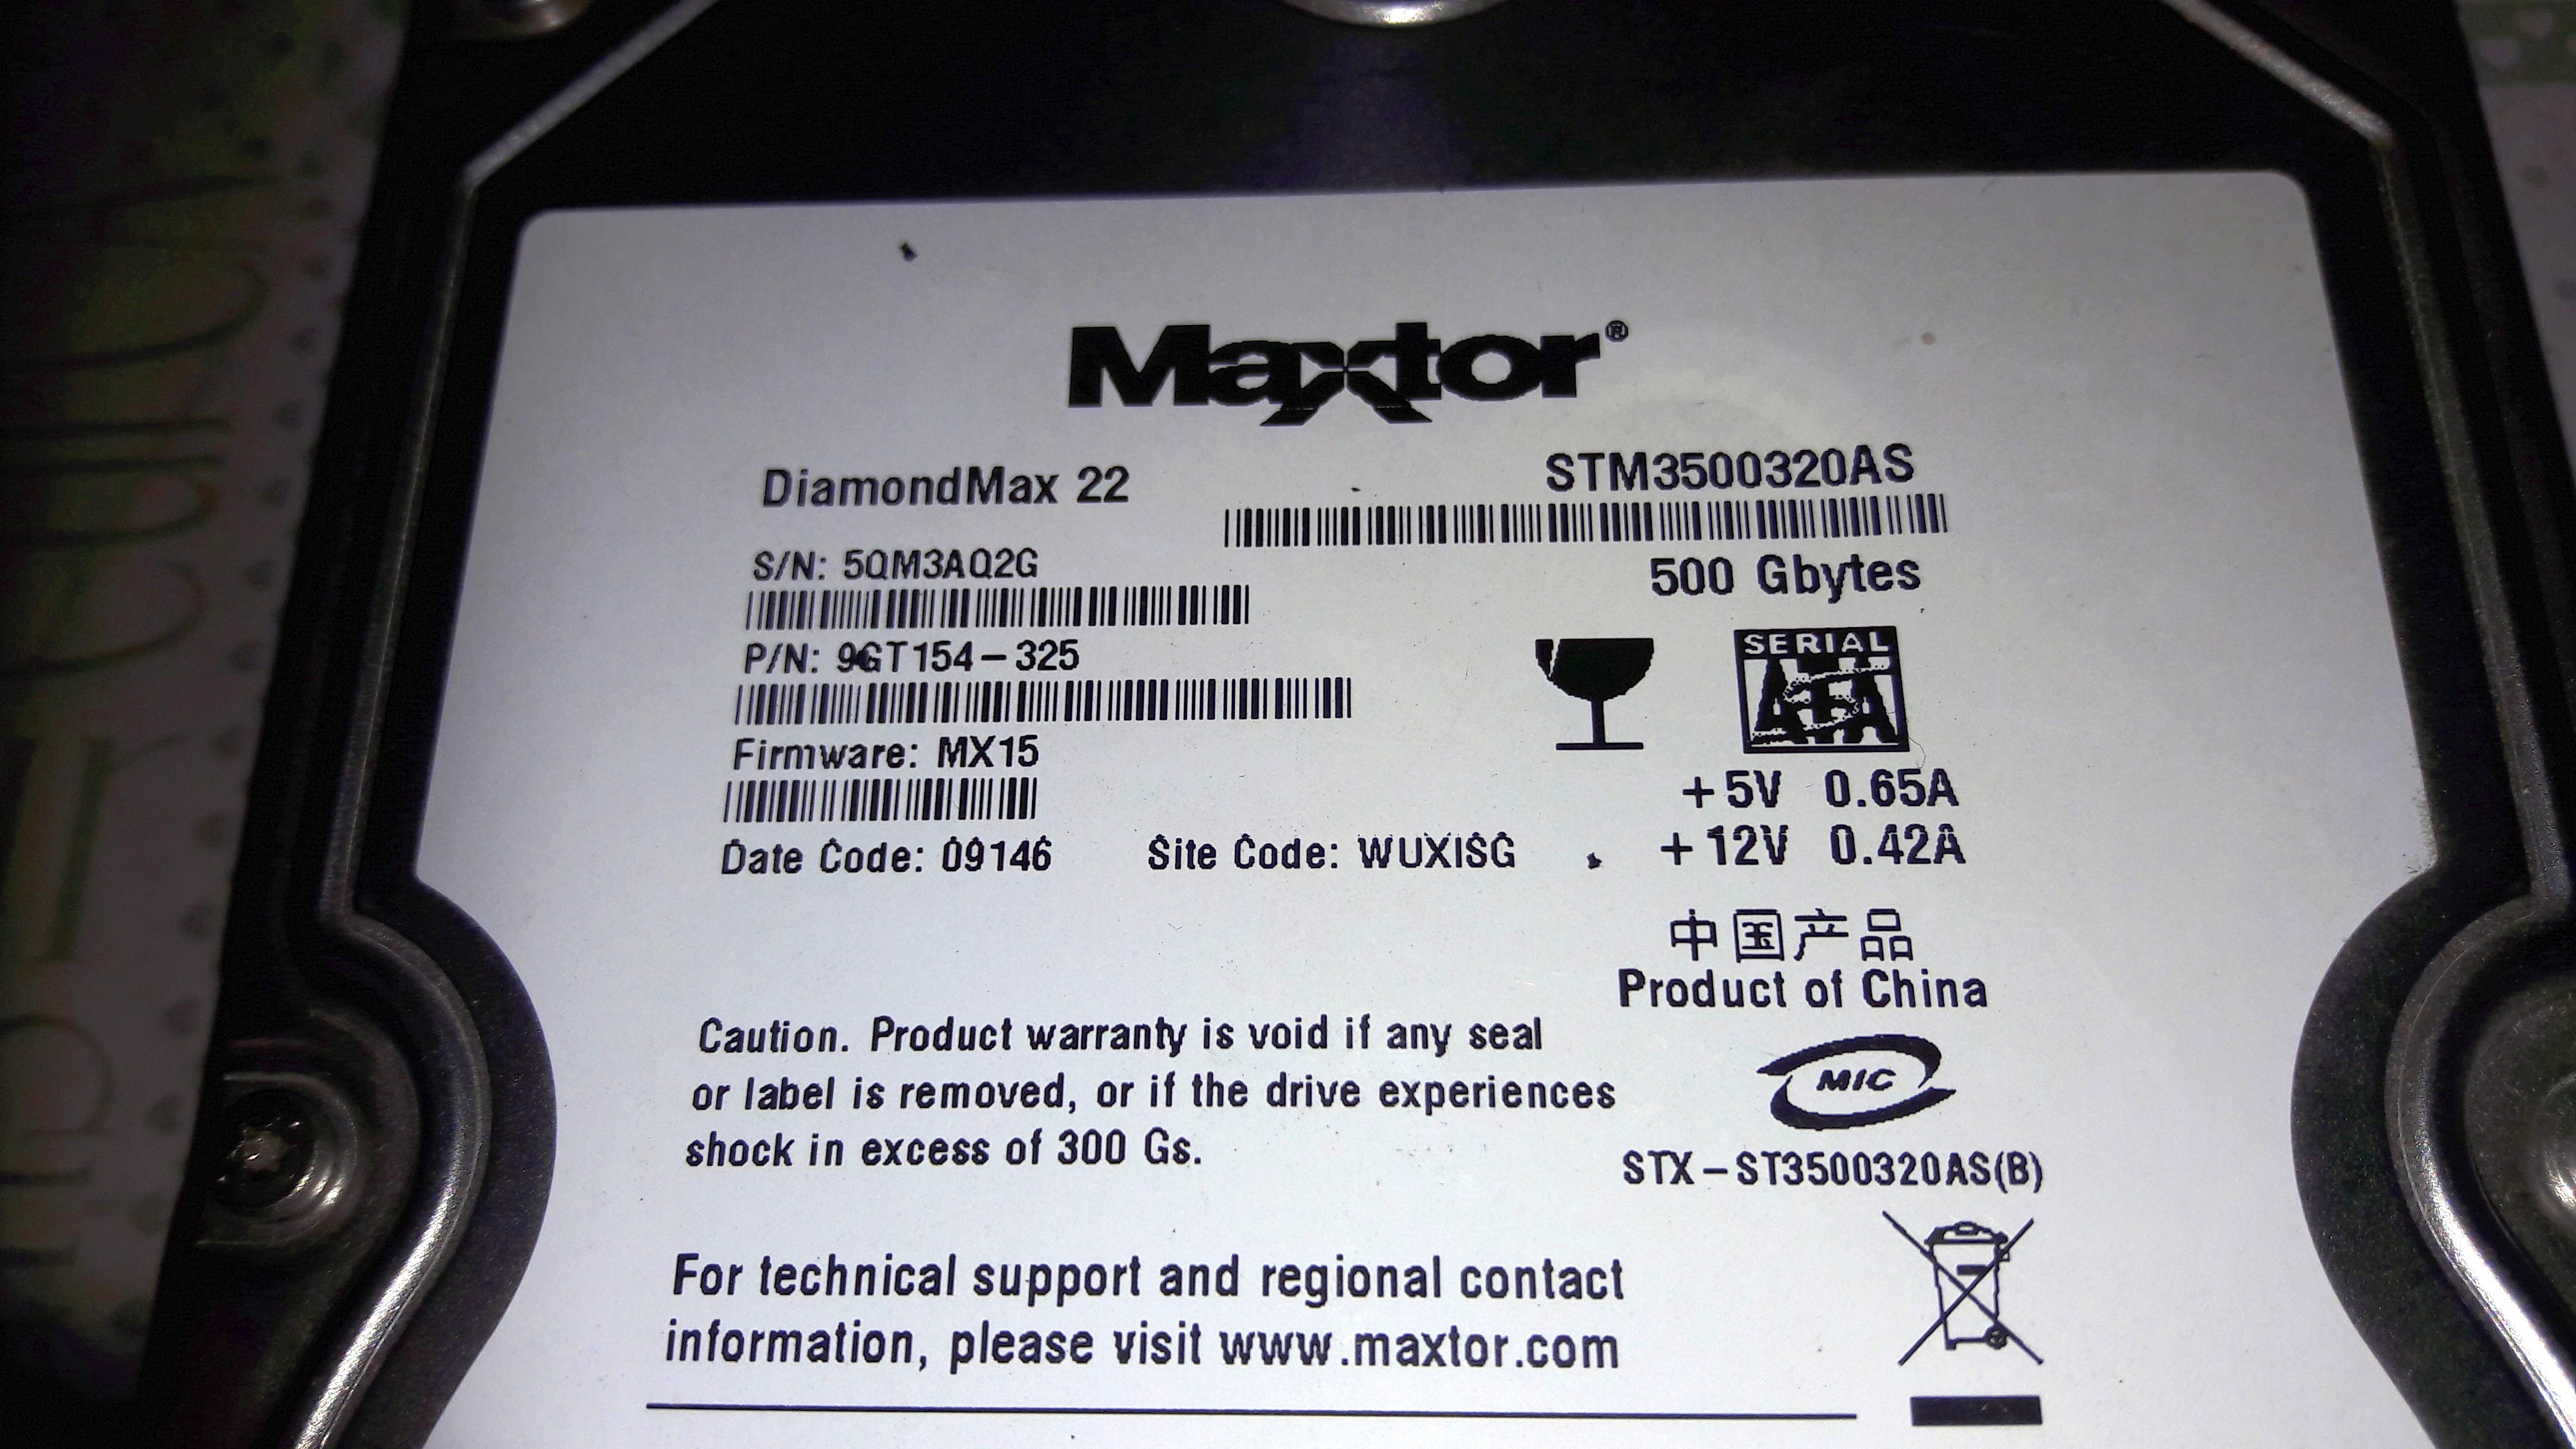 Maxtor®
DiamondMax 22
STM3500320AS
S/N: 5QM3AQ2G
500 Gbytes
P/N: 9GT154-325
SERIAL
ATA
Firmware: MX15
+5V 0.65A
Date Code: 09146 Site Code: WUXISG
+12V 0.42A
中国产品
Product of China
Caution. Product warranty is void if any seal
or label is removed, or if the drive experiences
shock in excess of 300 Gs.
MIC
STX-ST3500320AS(B)
For technical support and regional contact
information, please visit www.maxtor.com